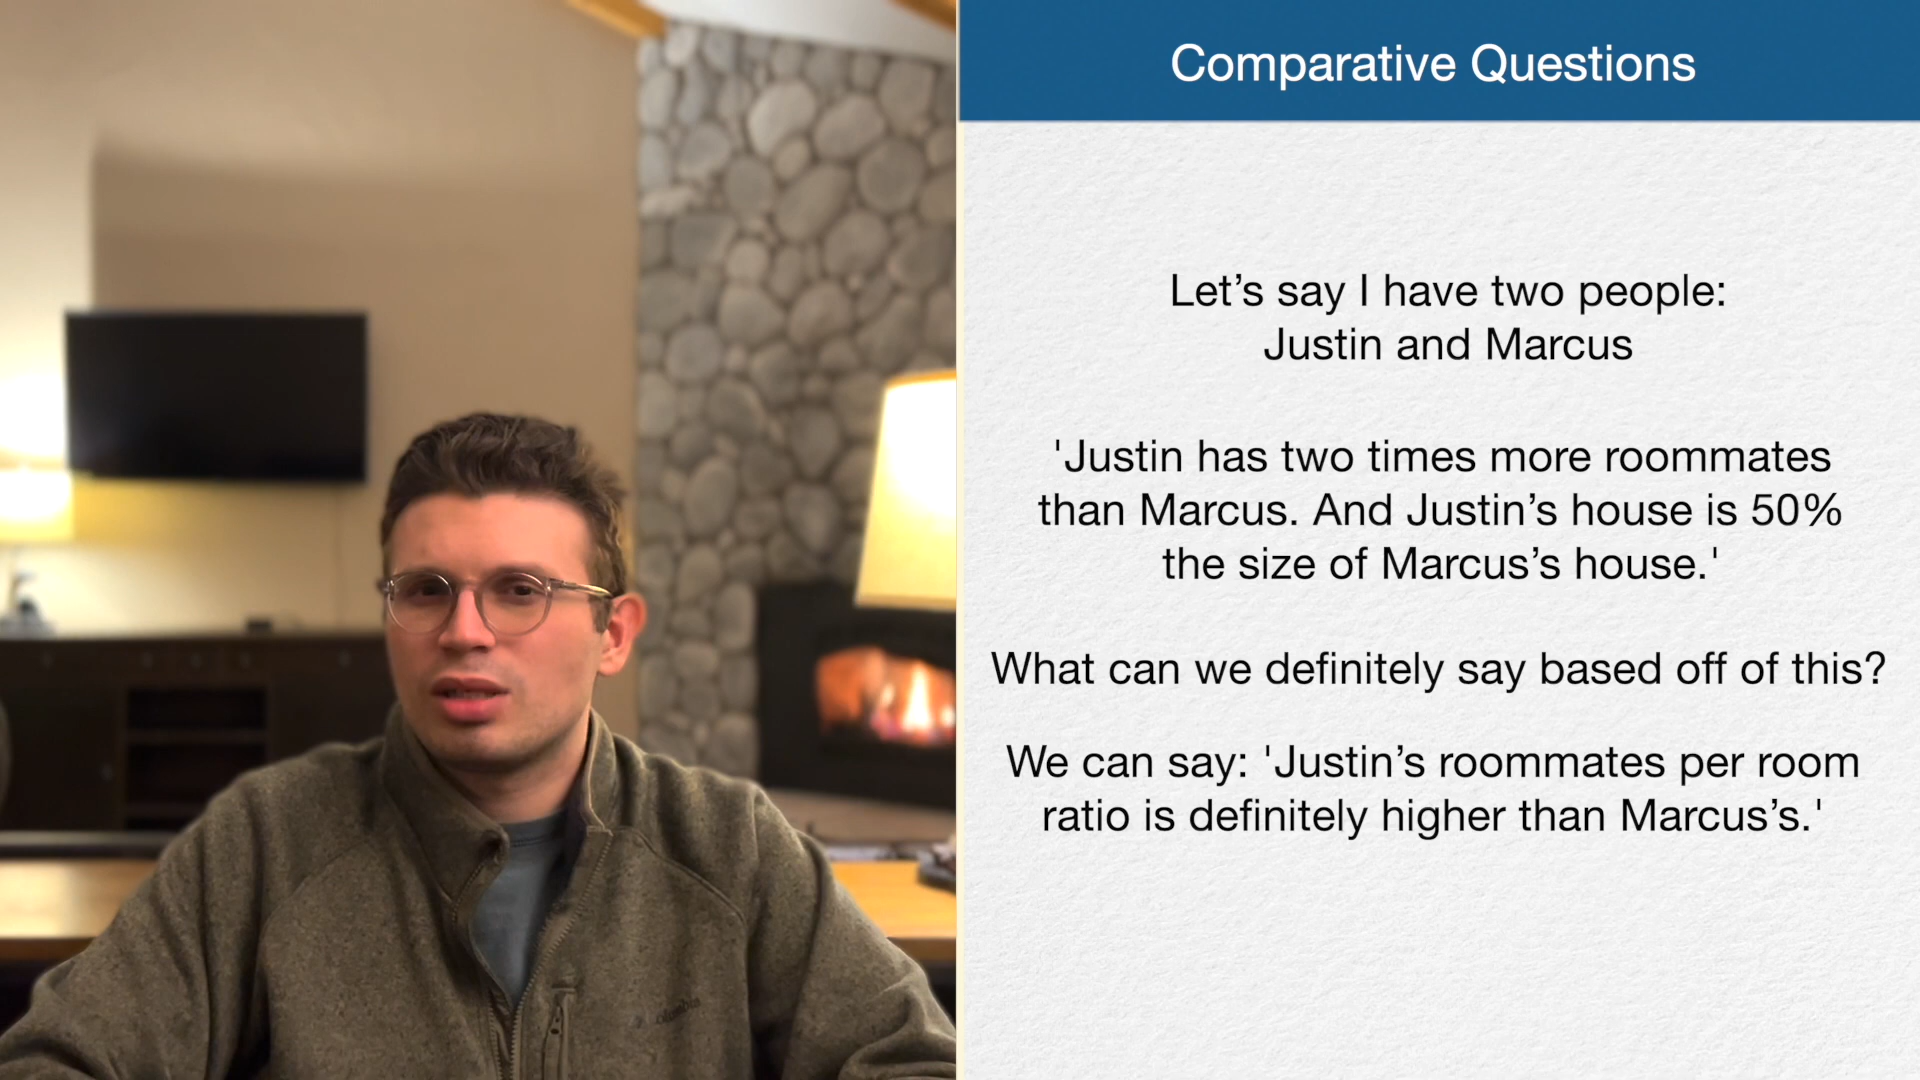 Comparative Questions
Let’s say I have two people:
Justin and Marcus
'Justin has two times more roommates
than Marcus. And Justin’s house is 50%
the size of Marcus’s house.'
What can we definitely say based off of this?
We can say: 'Justin’s roommates per room
ratio is definitely higher than Marcus’s.'
Columbia